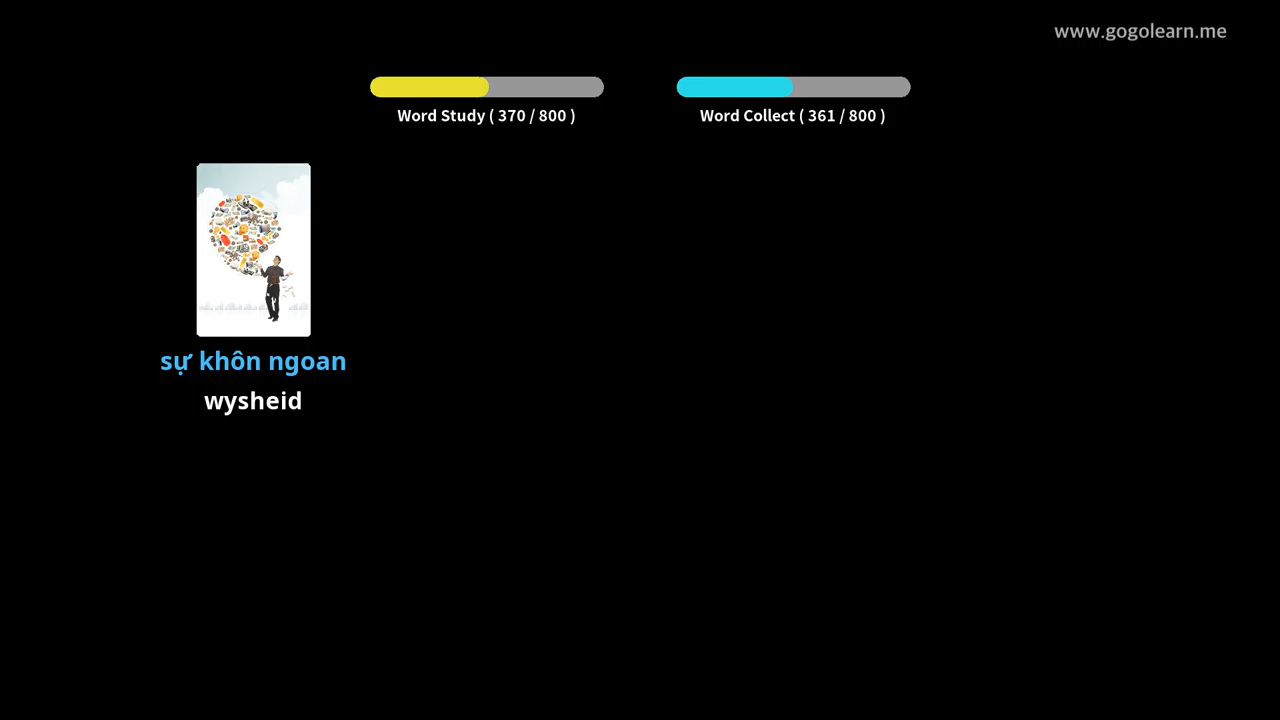 www.gogolearn.me
Word Study ( 370 / 800 )
Word Collect ( 361 / 800 )
sự khôn ngoan
wysheid